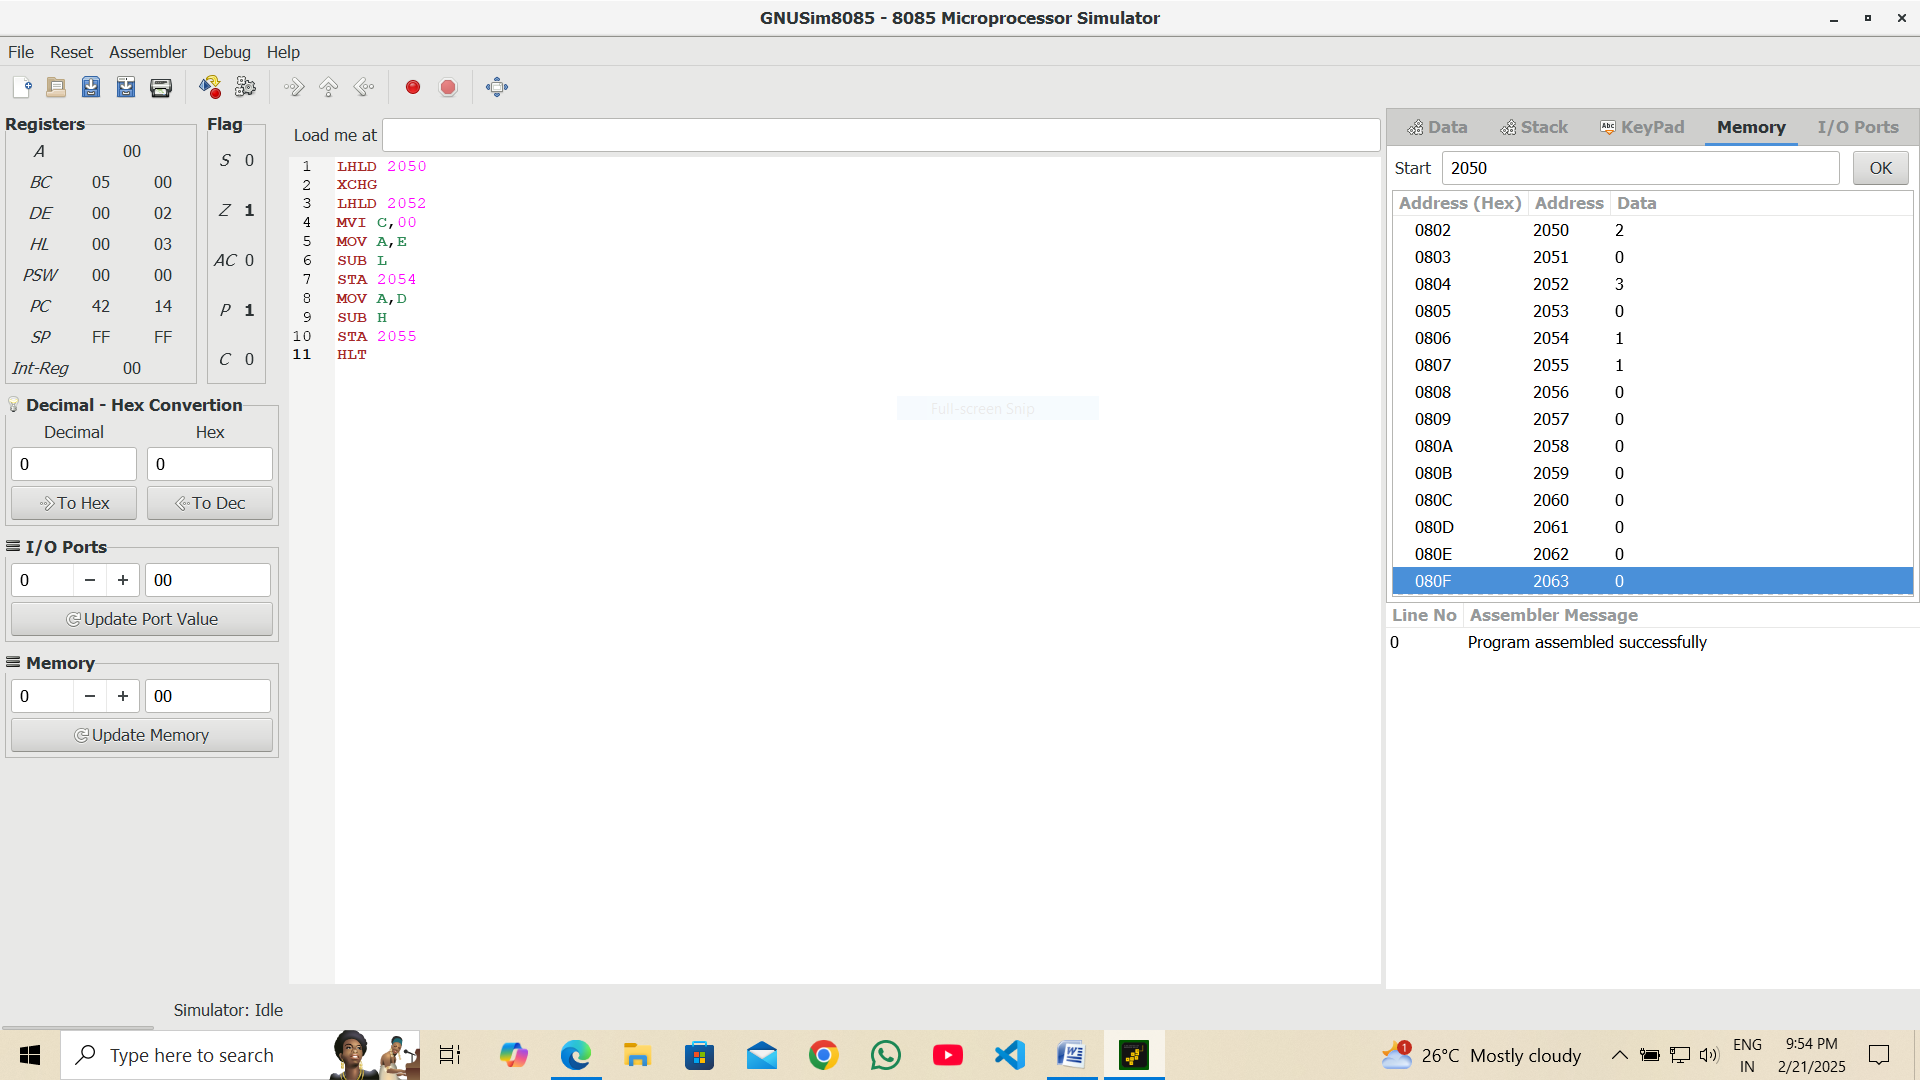 GNUSim8085 - 8085 Microprocessor Simulator
File Reset Assembler Debug Help
Registers
A 00
BC 05 00
DE 00 02
HL 00 03
PSW 00 00
PC 42 14
SP FF FF
Int-Reg 00
Flag
S 0
Z 1
AC 0
P 1
C 0
Decimal - Hex Convertion
Decimal Hex
0 0
To Hex To Dec
I/O Ports
0 − + 00
Update Port Value
Memory
0 − + 00
Update Memory
Load me at
1 LHLD 2050
2 XCHG
3 LHLD 2052
4 MVI C,00
5 MOV A,E
6 SUB L
7 STA 2054
8 MOV A,D
9 SUB H
10 STA 2055
11 HLT
Full-screen Snip
Data Stack Abc KeyPad Memory I/O Ports
Start 2050 OK
Address (Hex) Address Data
0802 2050 2
0803 2051 0
0804 2052 3
0805 2053 0
0806 2054 1
0807 2055 1
0808 2056 0
0809 2057 0
080A 2058 0
080B 2059 0
080C 2060 0
080D 2061 0
080E 2062 0
080F 2063 0
Line No Assembler Message
0 Program assembled successfully
Simulator: Idle
Type here to search
1 26°C Mostly cloudy
ENG
IN
9:54 PM
2/21/2025